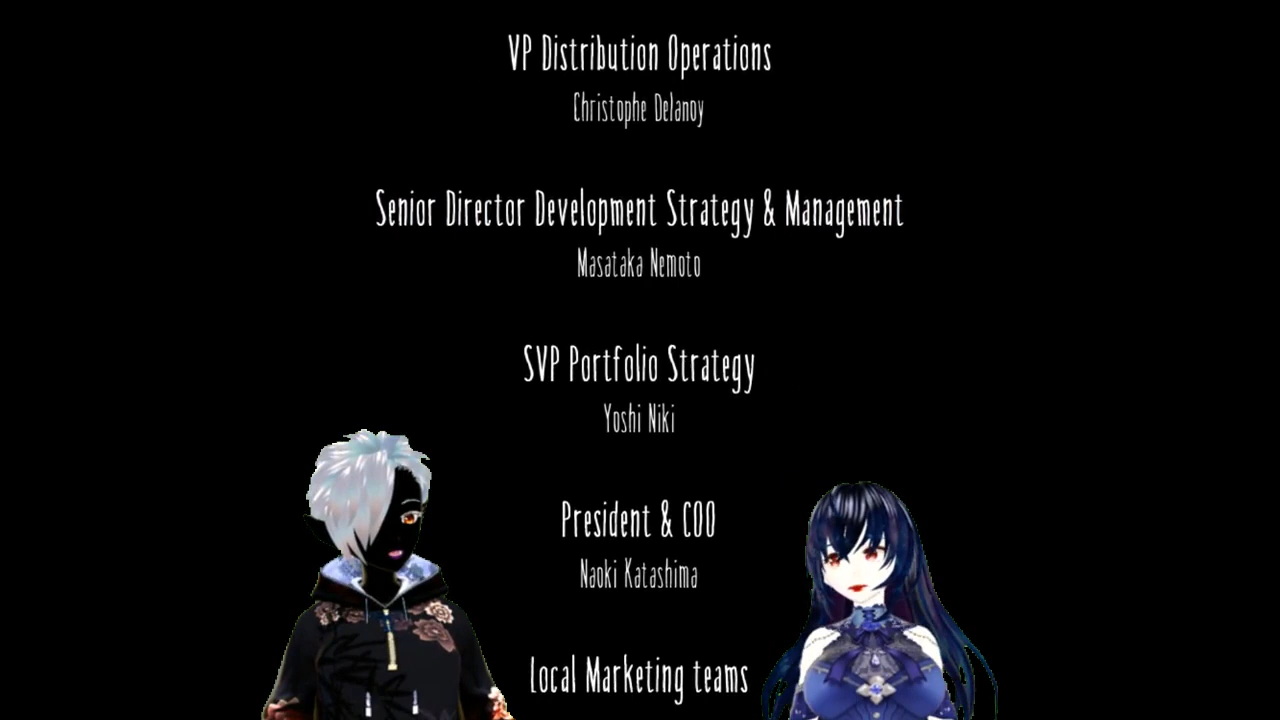 VP Distribution Operations
Christophe Delanoy
Senior Director Development Strategy & Management
Masataka Nemoto
SVP Portfolio Strategy
Yoshi Niki
President & COO
Naoki Katashima
Local Marketing teams